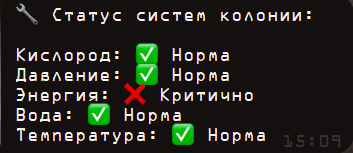 🔧 Статус систем колонии:
Кислород: ✅ Норма
Давление: ✅ Норма
Энергия: ❌ Критично
Вода: ✅ Норма
Температура: ✅ Норма
15:09